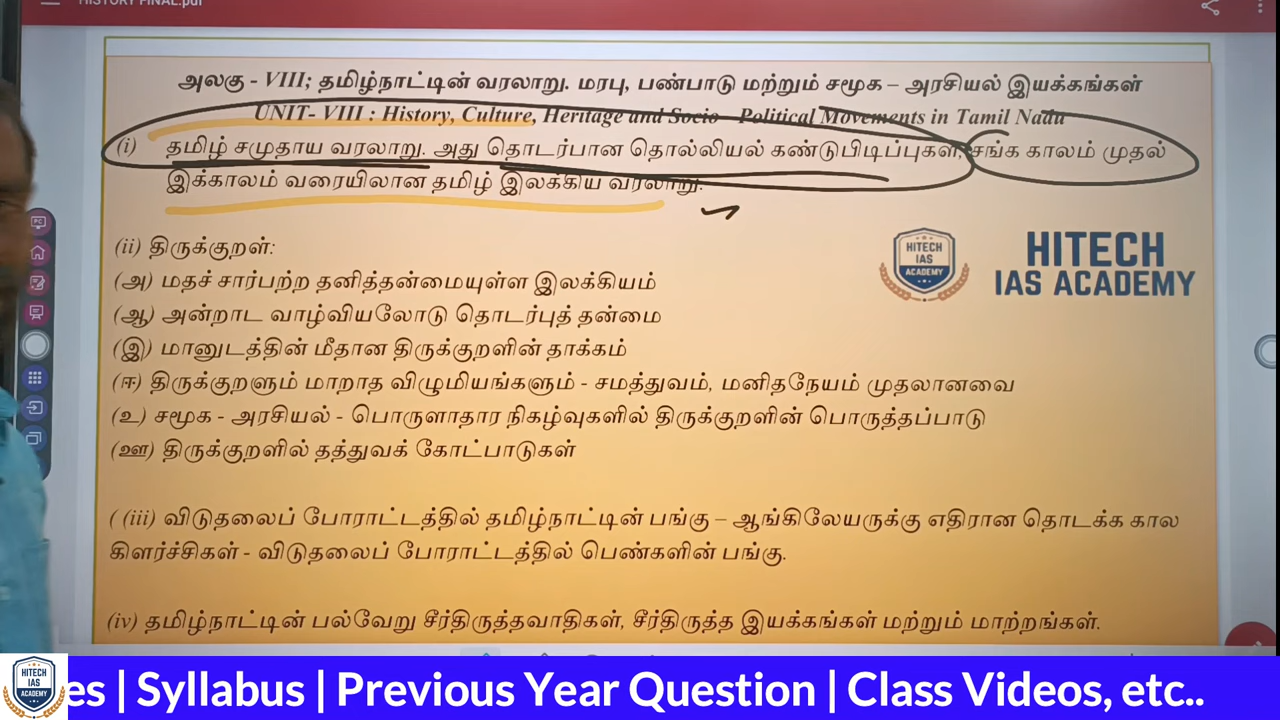 HISTORY FINAL.pdf
அலகு - VIII; தமிழ்நாட்டின் வரலாறு. மரபு, பண்பாடு மற்றும் சமூக – அரசியல் இயக்கங்கள்
UNIT- VIII : History, Culture, Heritage and Socio - Political Movements in Tamil Nadu
(i) தமிழ் சமுதாய வரலாறு. அது தொடர்பான தொல்லியல் கண்டுபிடிப்புகள், சங்க காலம் முதல்
இக்காலம் வரையிலான தமிழ் இலக்கிய வரலாறு.
(ii) திருக்குறள்:
(அ) மதச் சார்பற்ற தனித்தன்மையுள்ள இலக்கியம்
(ஆ) அன்றாட வாழ்வியலோடு தொடர்புத் தன்மை
(இ) மானுடத்தின் மீதான திருக்குறளின் தாக்கம்
(ஈ) திருக்குறளும் மாறாத விழுமியங்களும் - சமத்துவம், மனிதநேயம் முதலானவை
(உ) சமூக - அரசியல் - பொருளாதார நிகழ்வுகளில் திருக்குறளின் பொருத்தப்பாடு
(ஊ) திருக்குறளில் தத்துவக் கோட்பாடுகள்
HITECH
IAS
ACADEMY
HITECH
IAS ACADEMY
( (iii) விடுதலைப் போராட்டத்தில் தமிழ்நாட்டின் பங்கு – ஆங்கிலேயருக்கு எதிரான தொடக்க கால
கிளர்ச்சிகள் - விடுதலைப் போராட்டத்தில் பெண்களின் பங்கு.
(iv) தமிழ்நாட்டின் பல்வேறு சீர்திருத்தவாதிகள், சீர்திருத்த இயக்கங்கள் மற்றும் மாற்றங்கள்.
HITECH
IAS
ACADEMY
es | Syllabus | Previous Year Question | Class Videos, etc..